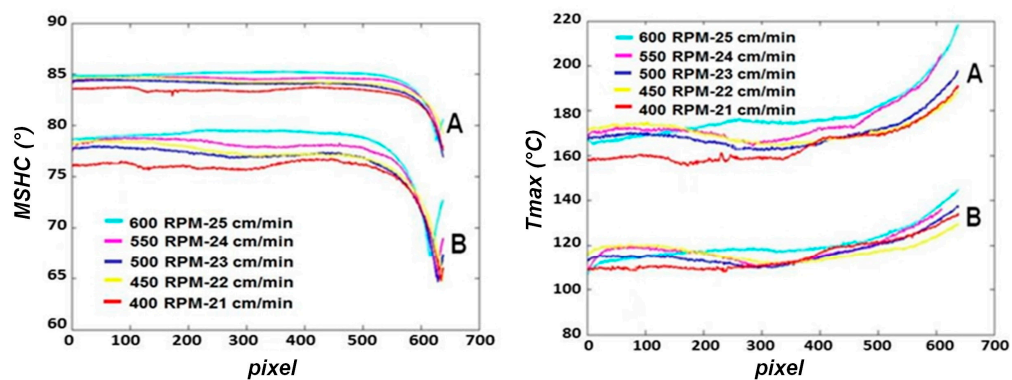 90
85
80
75
70
65
60
MSHC (°)
A
B
600 RPM-25 cm/min
550 RPM-24 cm/min
500 RPM-23 cm/min
450 RPM-22 cm/min
400 RPM-21 cm/min
0 100 200 300 400 500 600 700
pixel
220
200
180
160
140
120
100
80
Tmax (°C)
600 RPM-25 cm/min
550 RPM-24 cm/min
500 RPM-23 cm/min
450 RPM-22 cm/min
400 RPM-21 cm/min
A
B
0 100 200 300 400 500 600 700
pixel